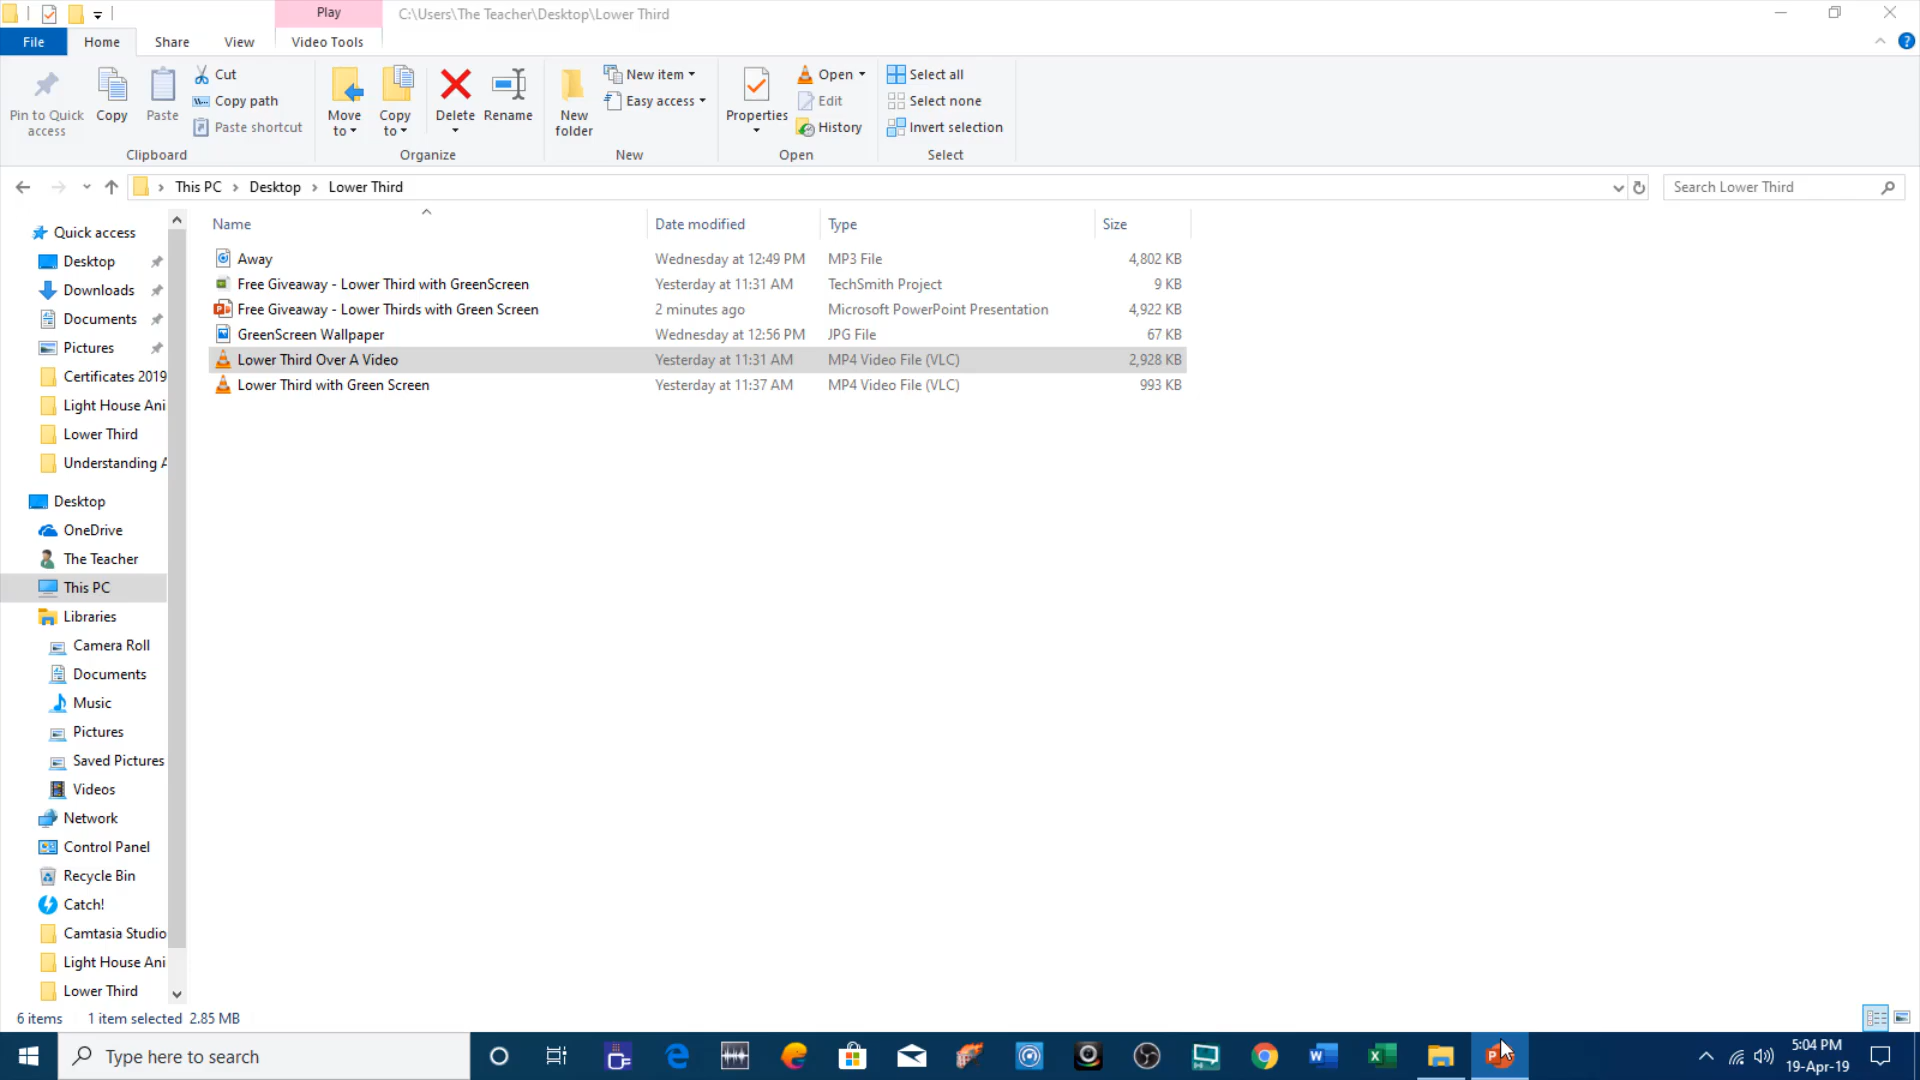 Play
C:\Users\The Teacher\Desktop\Lower Third
File
Home
Share
View
Video Tools
Pin to Quick access
Copy
Paste
Cut
Copy path
Paste shortcut
Clipboard
Move to
Copy to
Delete
Rename
Organize
New folder
New item
Easy access
New
Properties
Open
Edit
History
Open
Select all
Select none
Invert selection
Select
This PC > Desktop > Lower Third
Search Lower Third
Name Date modified Type Size
Away Wednesday at 12:49 PM MP3 File 4,802 KB
Free Giveaway - Lower Third with GreenScreen Yesterday at 11:31 AM TechSmith Project 9 KB
Free Giveaway - Lower Thirds with Green Screen 2 minutes ago Microsoft PowerPoint Presentation 4,922 KB
GreenScreen Wallpaper Wednesday at 12:56 PM JPG File 67 KB
Lower Third Over A Video Yesterday at 11:31 AM MP4 Video File (VLC) 2,928 KB
Lower Third with Green Screen Yesterday at 11:37 AM MP4 Video File (VLC) 993 KB
Quick access
Desktop
Downloads
Documents
Pictures
Certificates 2019
Light House Ani
Lower Third
Understanding A
Desktop
OneDrive
The Teacher
This PC
Libraries
Camera Roll
Documents
Music
Pictures
Saved Pictures
Videos
Network
Control Panel
Recycle Bin
Catch!
Camtasia Studio
Light House Ani
Lower Third
6 items 1 item selected 2.85 MB
Type here to search
5:04 PM
19-Apr-19